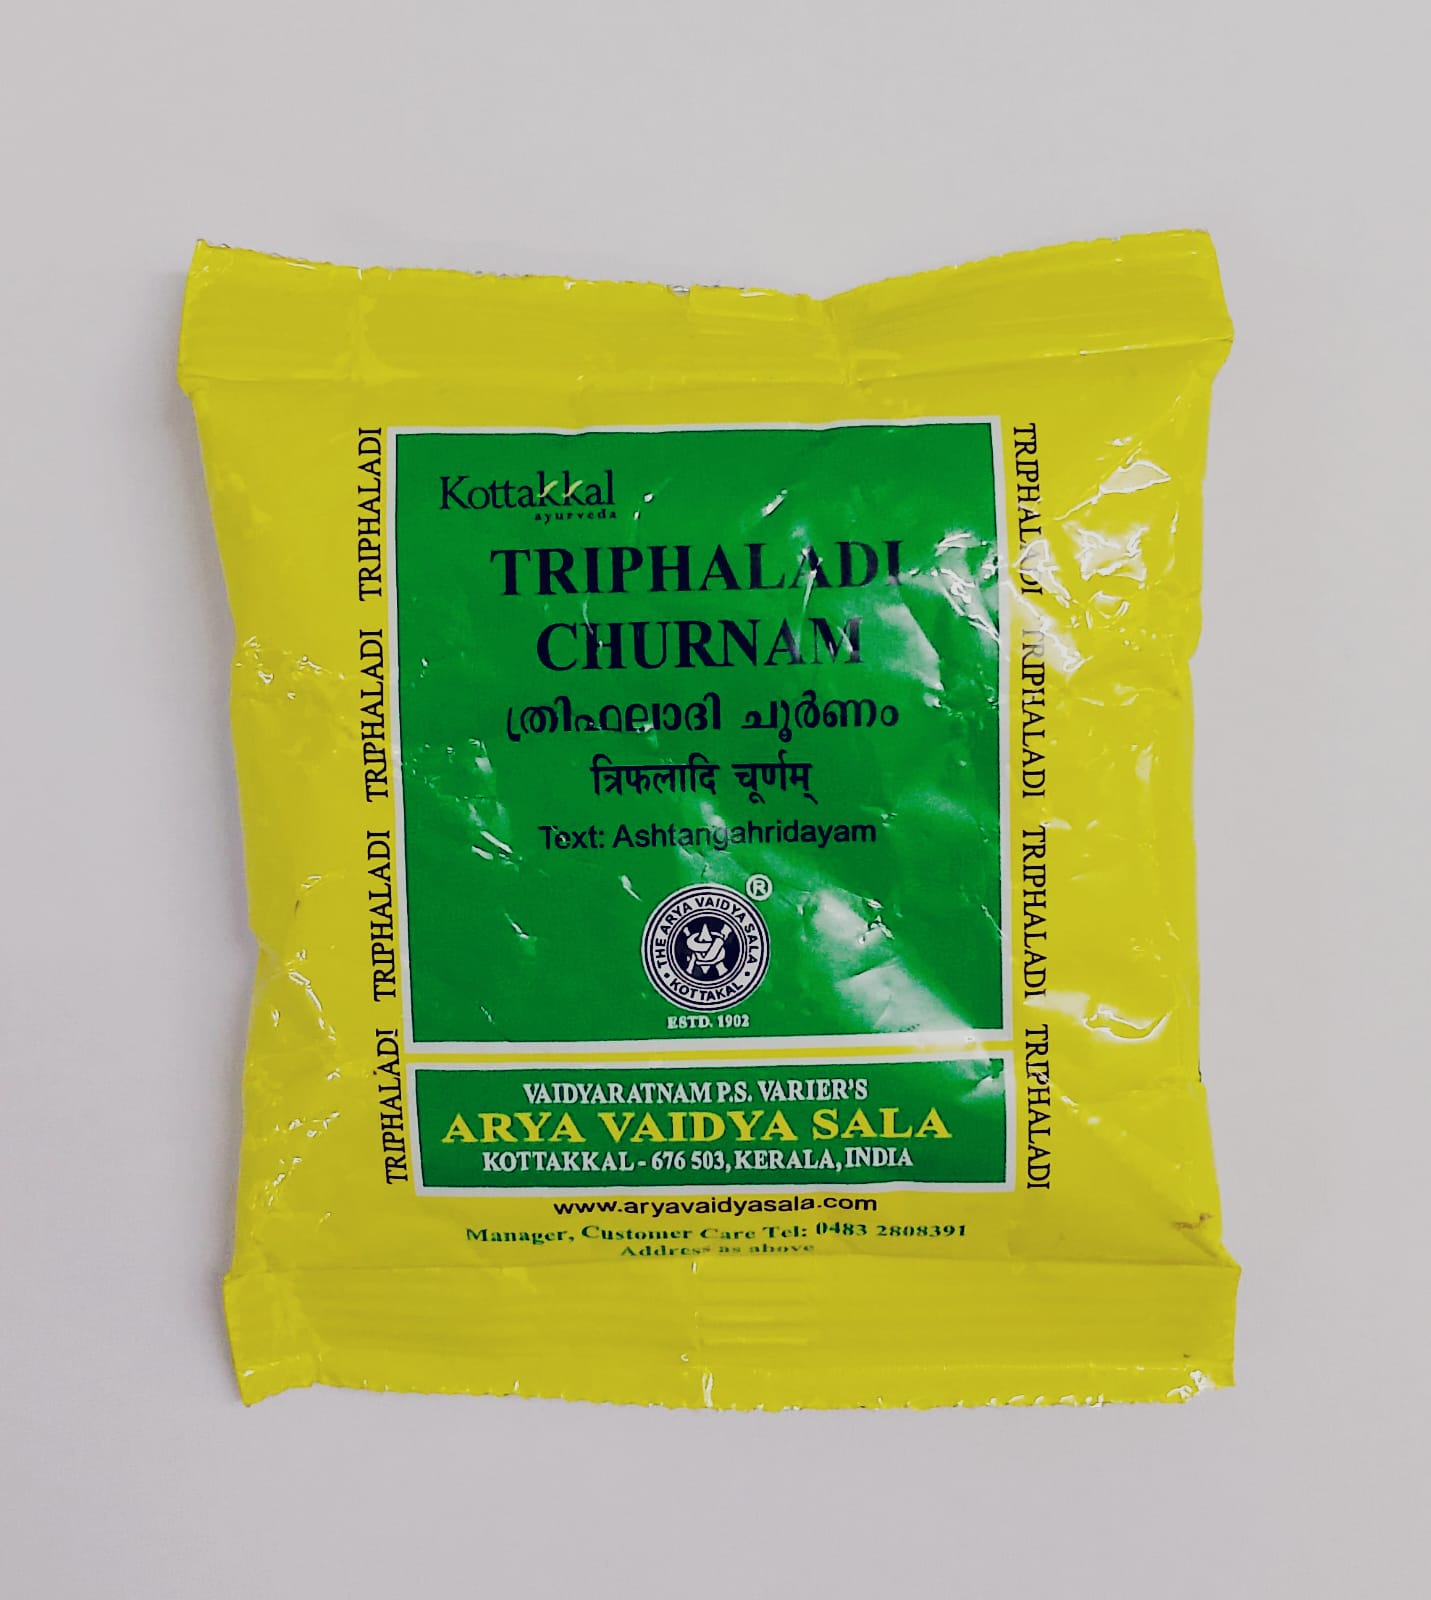 Kottakkal
ayurveda
TRIPHALADI
CHURNAM
ത്രിഫലാദി ചൂർണം
त्रिफलादि चूर्णम्
Text: Ashtangahridayam
®
THE ARYA VAIDYA SALA
• KOTTAKAL •
ESTD. 1902
VAIDYARATNAM P.S. VARIER'S
ARYA VAIDYA SALA
KOTTAKKAL - 676 503, KERALA, INDIA
www.aryavaidyasala.com
Manager, Customer Care Tel: 0483 2808391
Address as above
TRIPHALADI TRIPHALADI TRIPHALADI TRIPHALADI
TRIPHALADI TRIPHALADI TRIPHALADI TRIPHALADI